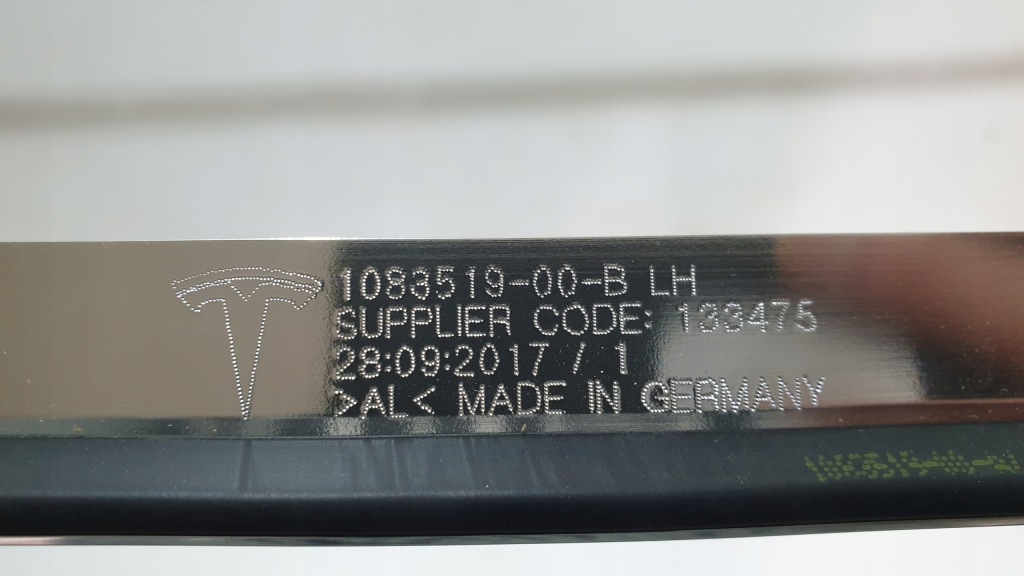 1083519-00-B LH
SUPPLIER CODE: 133475
28:09:2017 / 1
>AL< MADE IN GERMANY